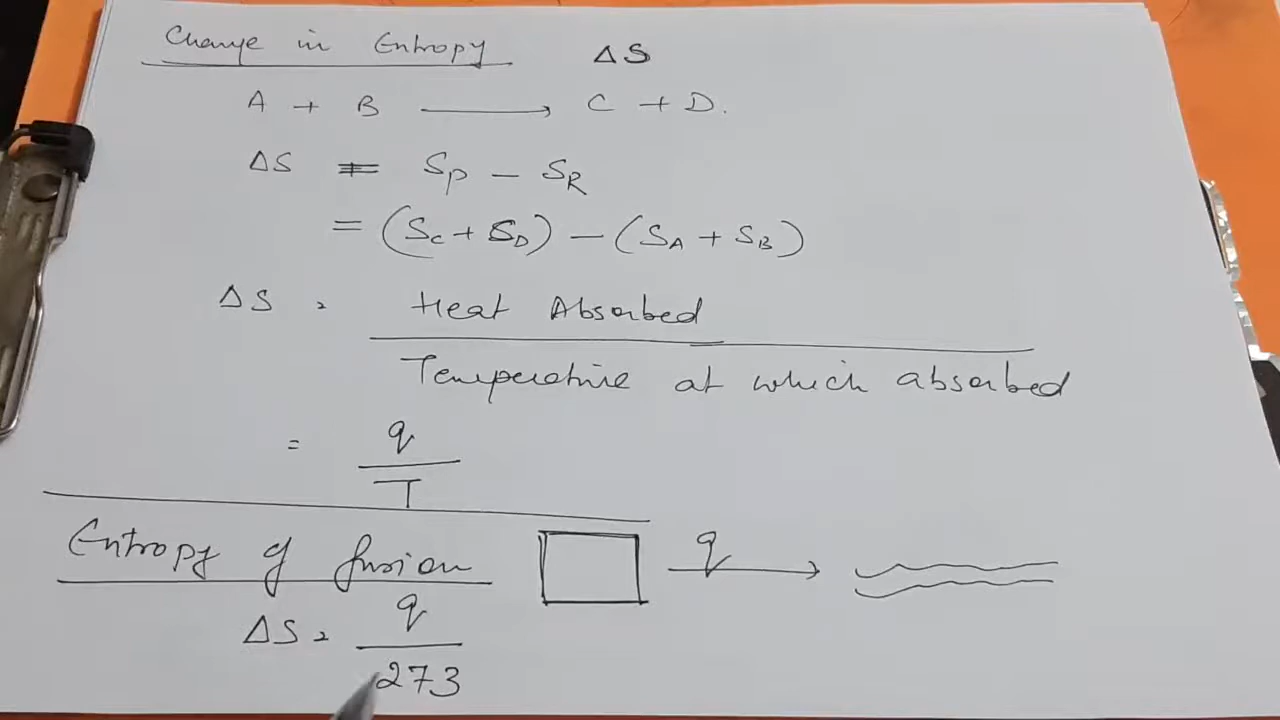 Change in Entropy ΔS
A + B ⟶ C + D.
ΔS = SP - SR
= (SC + SD) - (SA + SB)
ΔS = Heat Absorbed
Temperature at which absorbed
= q
T
Entropy of fusion q
ΔS = q
273